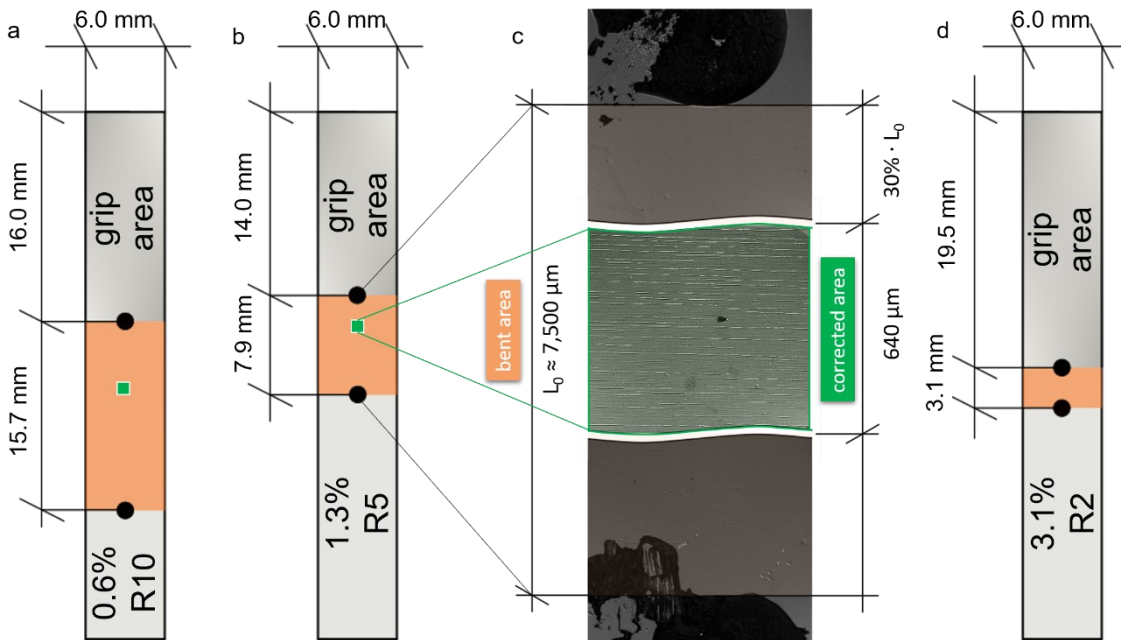 a
6.0 mm
16.0 mm
grip
area
15.7 mm
0.6%
R10
b
6.0 mm
14.0 mm
grip
area
7.9 mm
1.3%
R5
c
bent area
L₀ ≈ 7,500 µm
30% · L₀
corrected area
640 µm
d
6.0 mm
19.5 mm
grip
area
3.1 mm
3.1%
R2